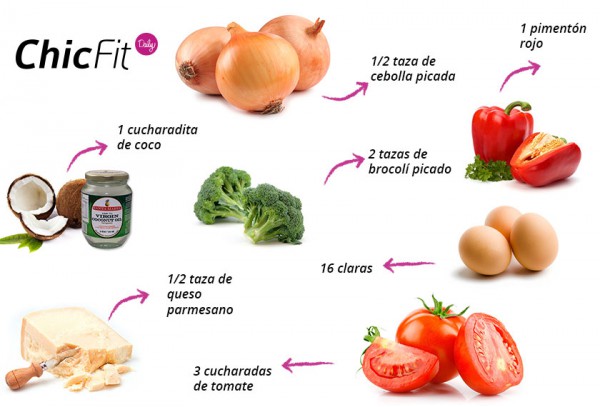 ChicFit Daily
1/2 taza de
cebolla picada
1 pimentón
rojo
1 cucharadita
de coco
2 tazas de
brocolí picado
VIRGIN
COCONUT OIL
16 claras
1/2 taza de
queso
parmesano
3 cucharadas
de tomate